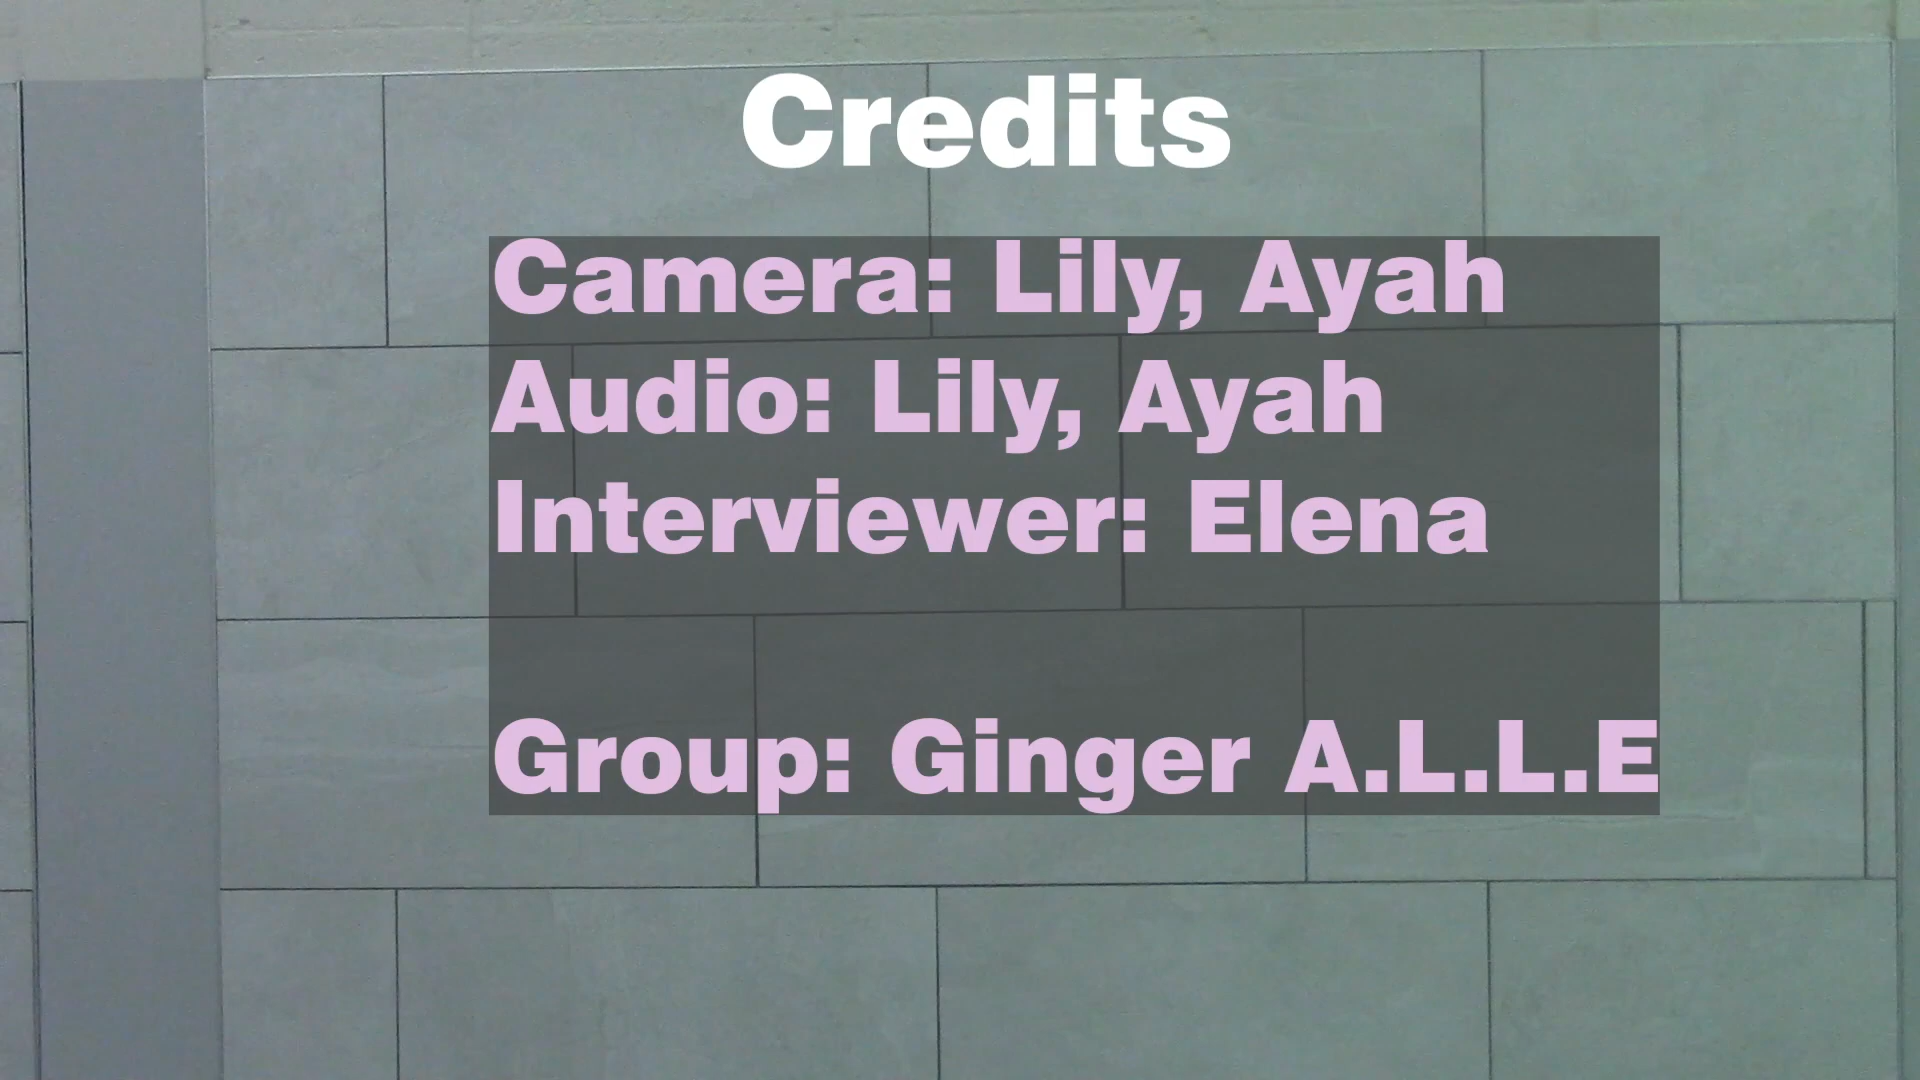 Credits
Camera: Lily, Ayah
Audio: Lily, Ayah
Interviewer: Elena
Group: Ginger A.L.L.E